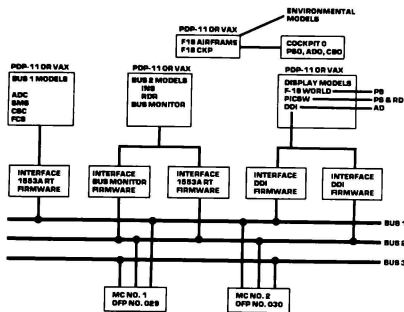 ENVIRONMENTAL
MODELS
PDP-11 OR VAX
F18 AIRFRAME
F18 CKP
COCKPIT O
PBO, ADO, CBO
PDP-11 OR VAX
BUS 1 MODELS
ADC
SMS
CSC
FCS
PDP-11 OR VAX
BUS 2 MODELS
INS
RDR
BUS MONITOR
PDP-11 OR VAX
DISPLAY MODELS
F-18 WORLD
PB
PICSW
PB & RD
DDI
AD
INTERFACE
1553A RT
FIRMWARE
INTERFACE
BUS MONITOR
FIRMWARE
INTERFACE
1553A RT
FIRMWARE
INTERFACE
DDI
FIRMWARE
INTERFACE
DDI
FIRMWARE
BUS 1
BUS 2
BUS 3
MC NO. 1
OFP NO. 029
MC NO. 2
OFP NO. 030